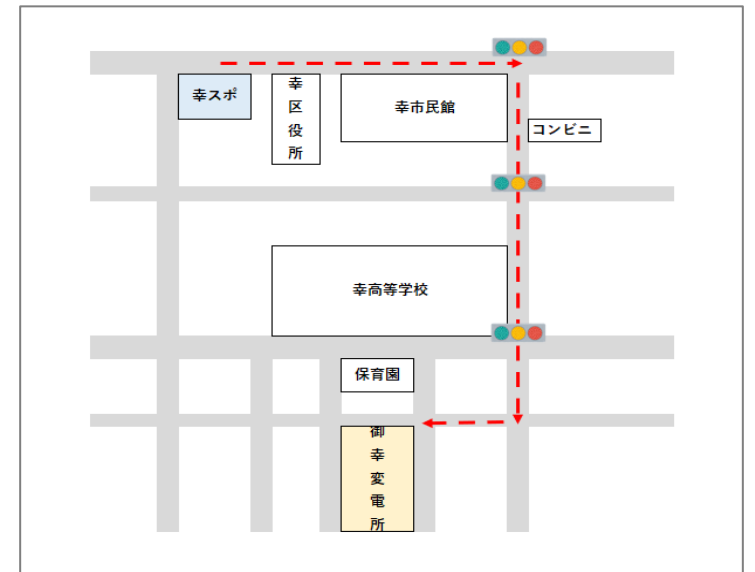 幸スポ
幸区役所
幸市民館
コンビニ
幸高等学校
保育園
御幸変電所